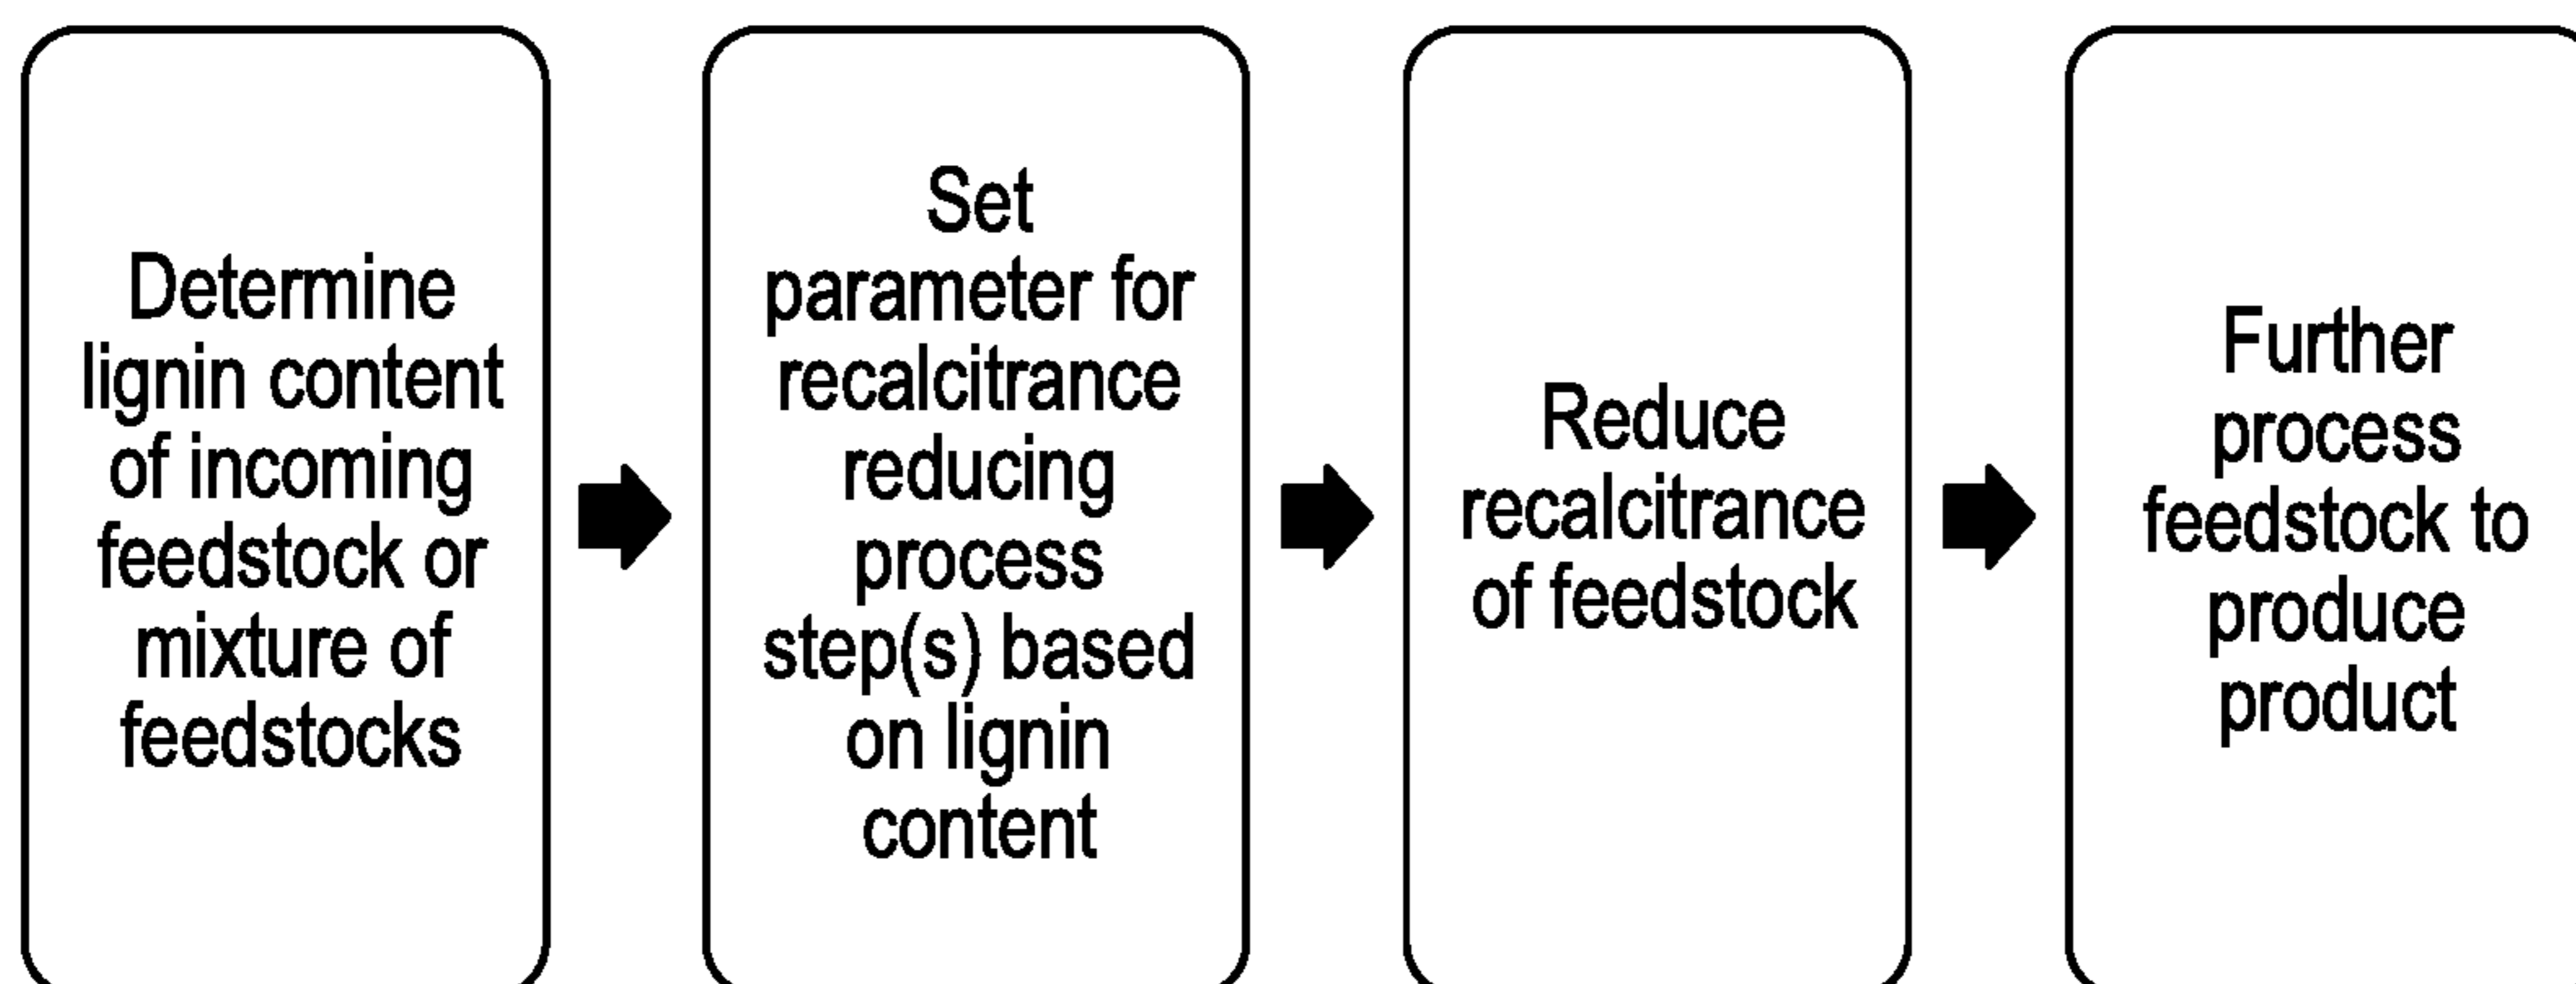 Determine
lignin content
of incoming
feedstock or
mixture of
feedstocks
Set
parameter for
recalcitrance
reducing
process
step(s) based
on lignin
content
Reduce
recalcitrance
of feedstock
Further
process
feedstock to
produce
product